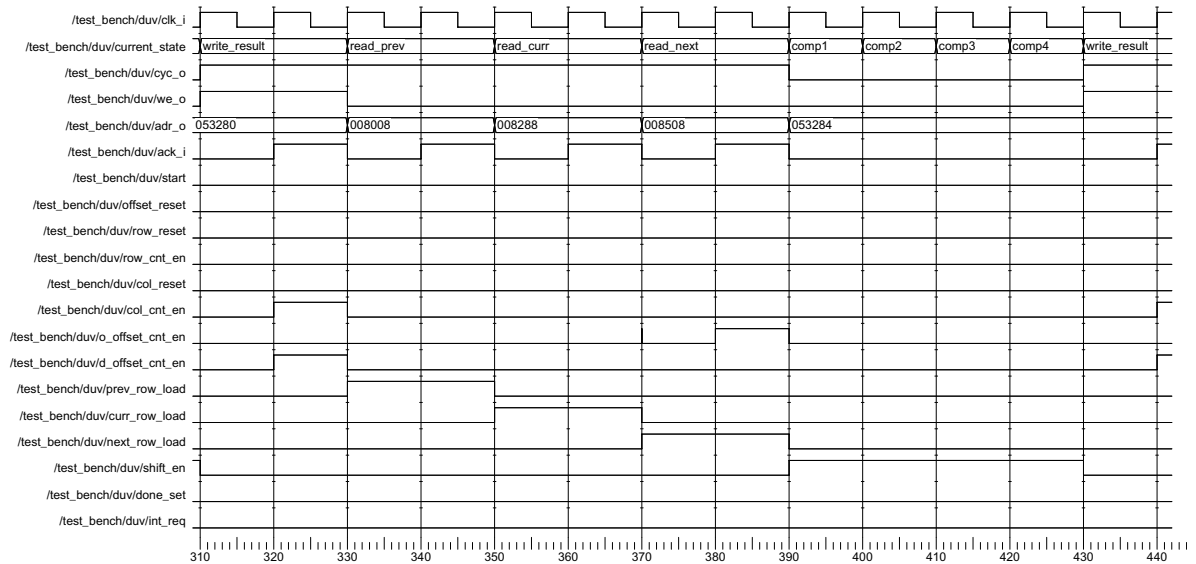 /test_bench/duv/clk_i
/test_bench/duv/current_state write_result read_prev read_curr read_next comp1 comp2 comp3 comp4 write_result
/test_bench/duv/cyc_o
/test_bench/duv/we_o
/test_bench/duv/adr_o 053280 008008 008288 008508 053284
/test_bench/duv/ack_i
/test_bench/duv/start
/test_bench/duv/offset_reset
/test_bench/duv/row_reset
/test_bench/duv/row_cnt_en
/test_bench/duv/col_reset
/test_bench/duv/col_cnt_en
/test_bench/duv/o_offset_cnt_en
/test_bench/duv/d_offset_cnt_en
/test_bench/duv/prev_row_load
/test_bench/duv/curr_row_load
/test_bench/duv/next_row_load
/test_bench/duv/shift_en
/test_bench/duv/done_set
/test_bench/duv/int_req
310 320 330 340 350 360 370 380 390 400 410 420 430 440